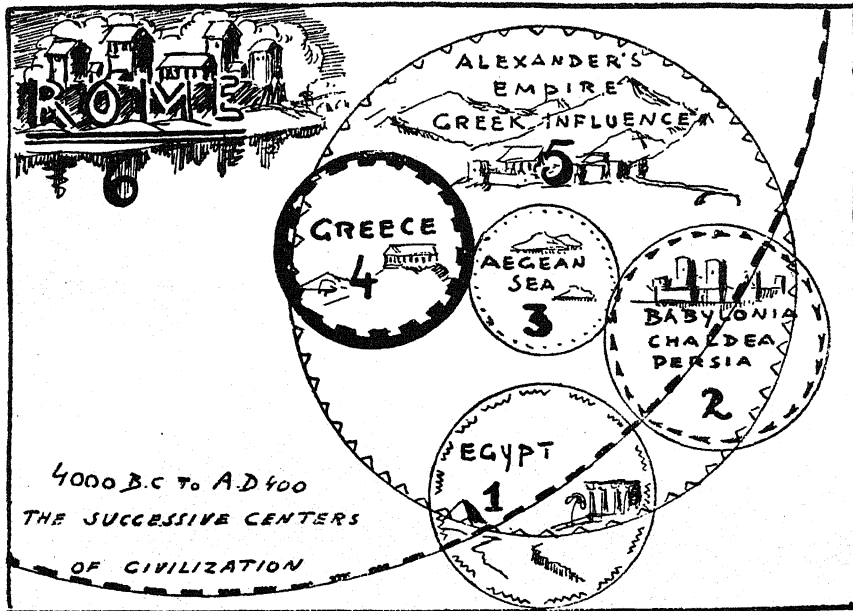 ROME
6
ALEXANDER'S
EMPIRE
GREEK INFLUENCE
5
GREECE
4
AEGEAN
SEA
3
BABYLONIA
CHALDEA
PERSIA
2
EGYPT
1
4000 B.C TO A.D 400
THE SUCCESSIVE CENTERS
OF CIVILIZATION